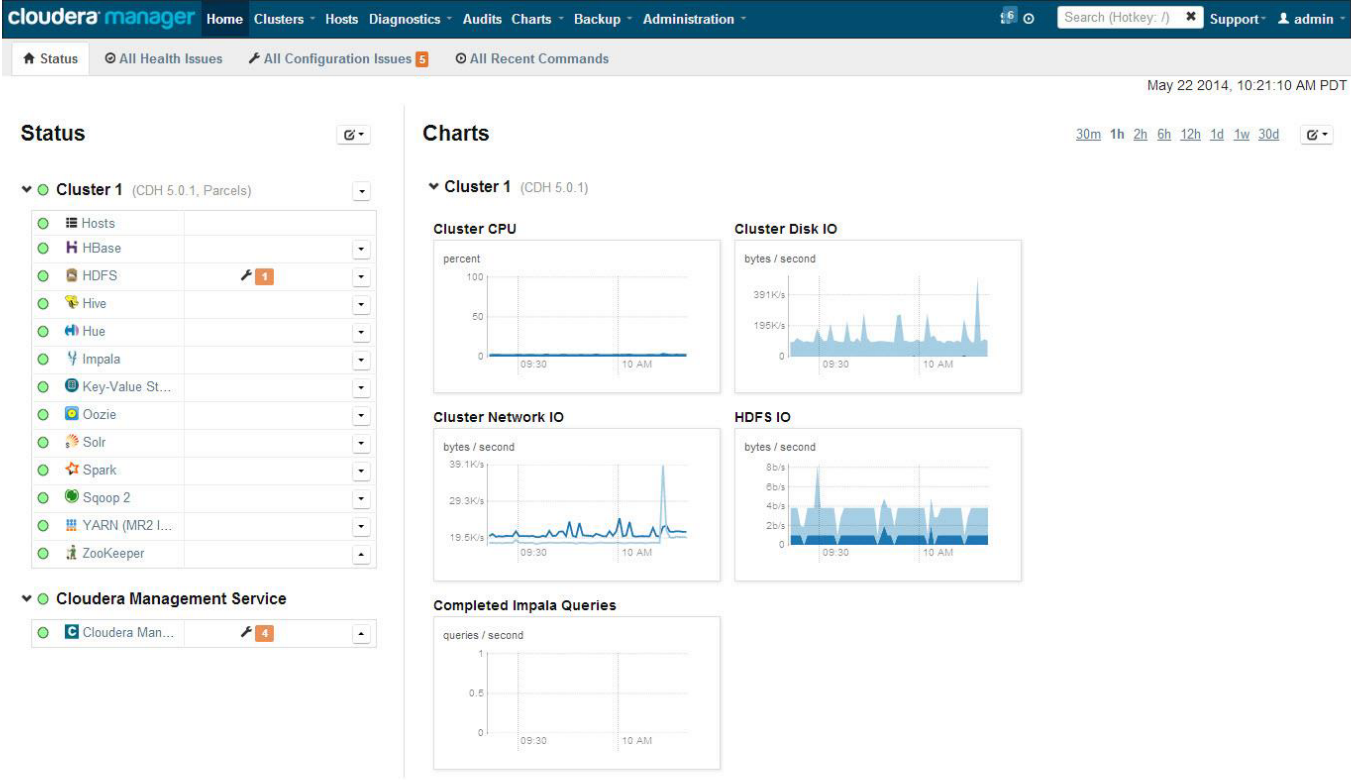 cloudera manager Home Clusters Hosts Diagnostics Audits Charts Backup Administration 6 Search (Hotkey: /) Support admin
Status All Health Issues All Configuration Issues 5 All Recent Commands
May 22 2014, 10:21:10 AM PDT
Status
Cluster 1 (CDH 5.0.1, Parcels)
Hosts
HBase
HDFS 1
Hive
Hue
Impala
Key-Value St...
Oozie
Solr
Spark
Sqoop 2
YARN (MR2 I...
ZooKeeper
Cloudera Management Service
Cloudera Man... 4
Charts
30m 1h 2h 6h 12h 1d 1w 30d
Cluster 1 (CDH 5.0.1)
Cluster CPU
percent
100
50
0
09:30 10 AM
Cluster Disk IO
bytes / second
391K/s
195K/s
0
09:30 10 AM
Cluster Network IO
bytes / second
39.1K/s
29.3K/s
19.5K/s
09:30 10 AM
HDFS IO
bytes / second
8b/s
6b/s
4b/s
2b/s
0
09:30 10 AM
Completed Impala Queries
queries / second
1
0.5
0
09:30 10 AM